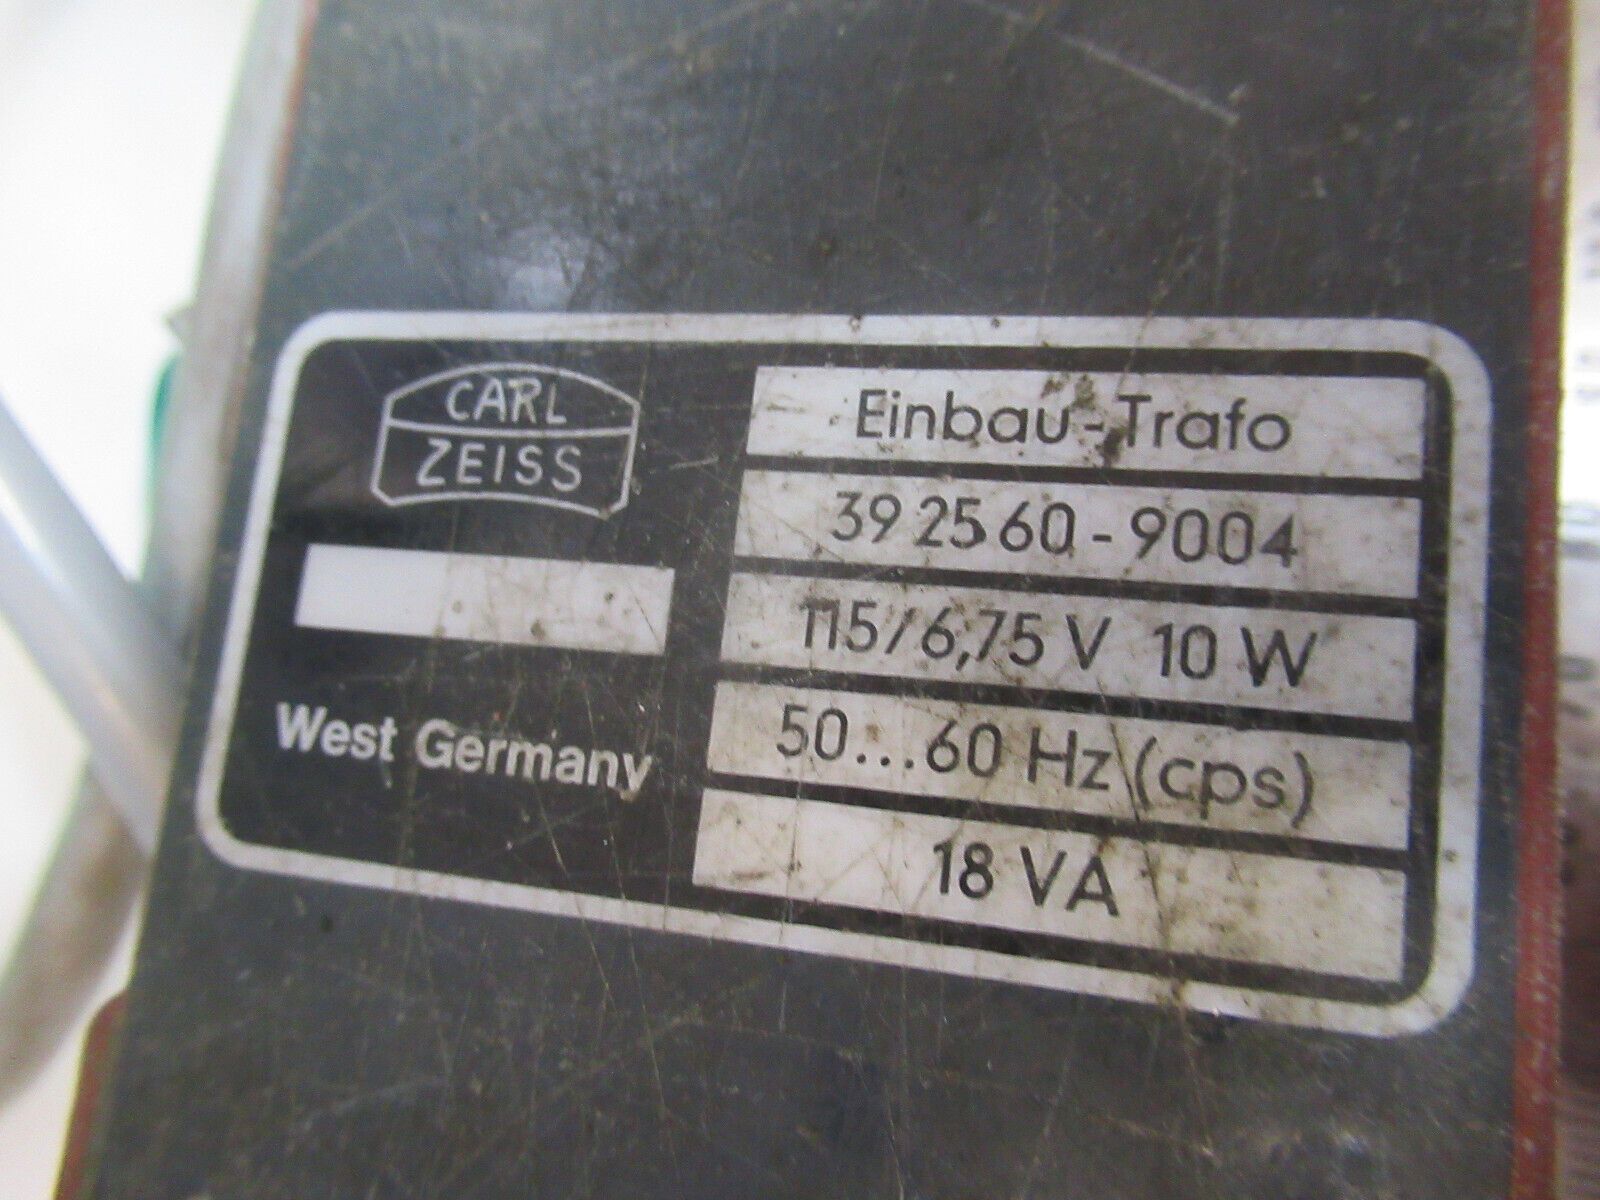 CARL
ZEISS
West Germany
Einbau-Trafo
39 25 60 - 9004
115/6,75 V 10 W
50...60 Hz (cps)
18 VA